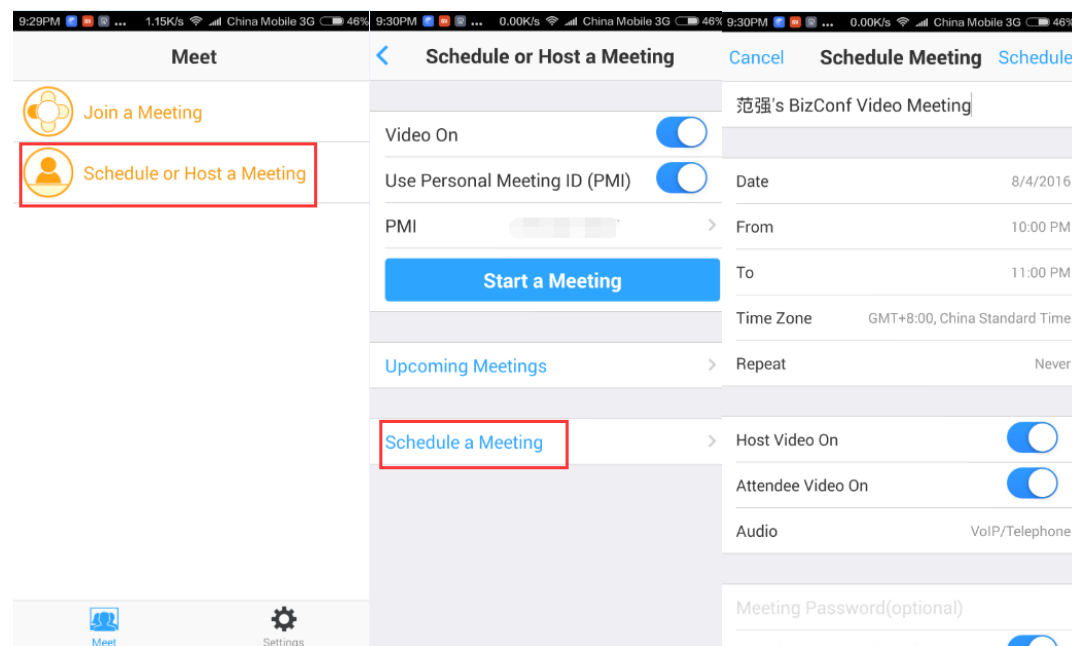 9:29PM ... 1.15K/s China Mobile 3G 46%
Meet
Join a Meeting
Schedule or Host a Meeting
Meet
Settings
9:30PM ... 0.00K/s China Mobile 3G 46%
Schedule or Host a Meeting
Video On
Use Personal Meeting ID (PMI)
PMI
Start a Meeting
Upcoming Meetings
Schedule a Meeting
9:30PM ... 0.00K/s China Mobile 3G 46%
Cancel Schedule Meeting Schedule
范强's BizConf Video Meeting
Date 8/4/2016
From 10:00 PM
To 11:00 PM
Time Zone GMT+8:00, China Standard Time
Repeat Never
Host Video On
Attendee Video On
Audio VoIP/Telephone
Meeting Password(optional)